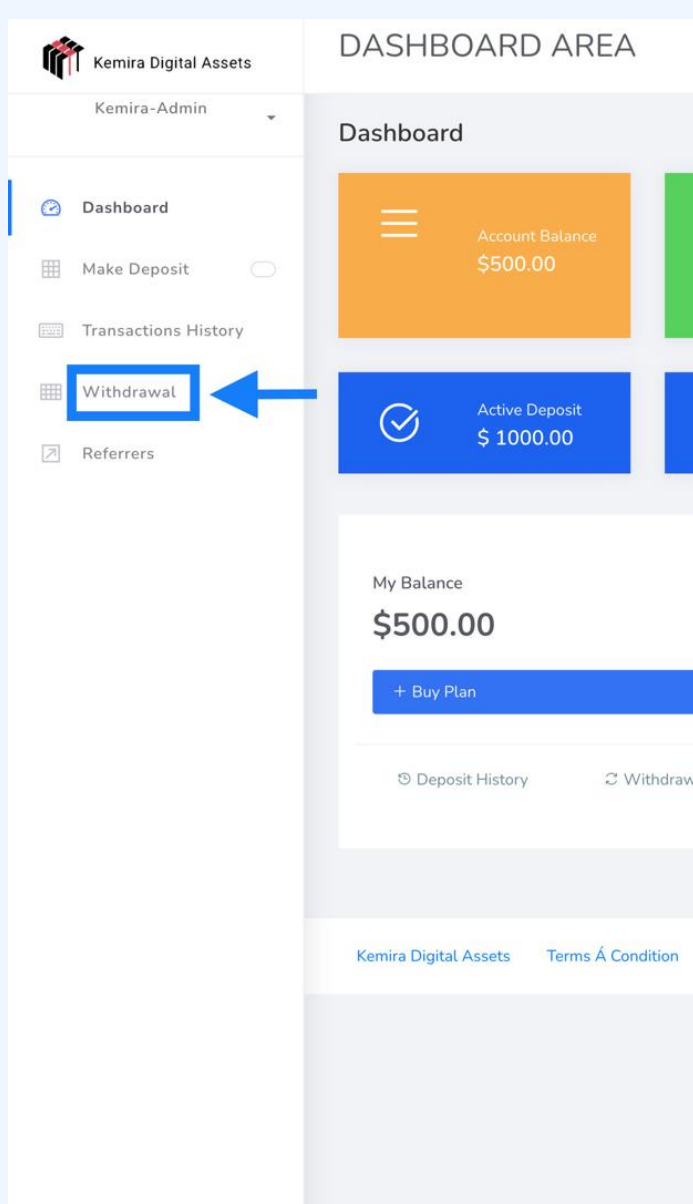 Kemira Digital Assets
DASHBOARD AREA
Kemira-Admin
Dashboard
Dashboard
Make Deposit
Transactions History
Withdrawal
Referrers
Account Balance
$500.00
Active Deposit
$ 1000.00
My Balance
$500.00
+ Buy Plan
Deposit History
Withdraw
Kemira Digital Assets
Terms Á Condition